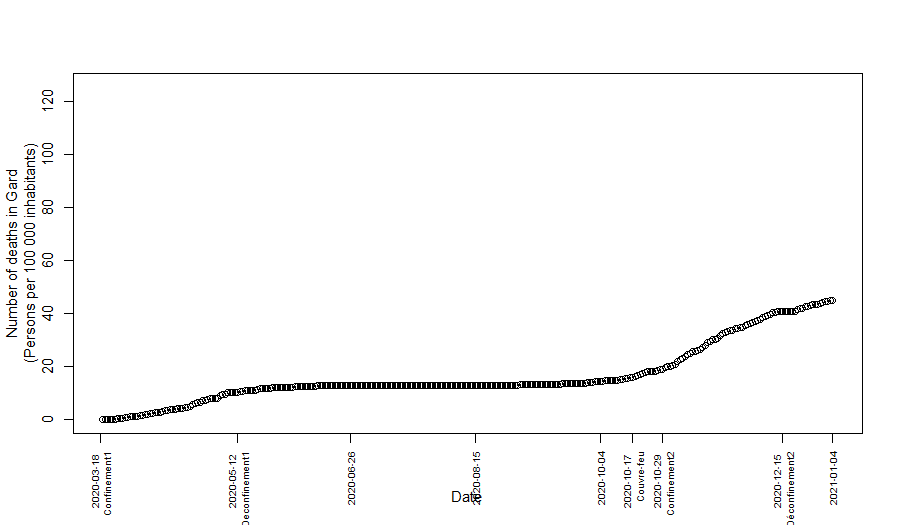 Number of deaths in Gard
(Persons per 100 000 inhabitants)
120
100
80
60
40
20
0
2020-03-18
Confinement1
2020-05-12
Déconfinement1
2020-06-26
2020-08-15
2020-10-04
2020-10-17
Couvre-feu
2020-10-29
Confinement2
2020-12-15
Déconfinement2
2021-01-04
Date